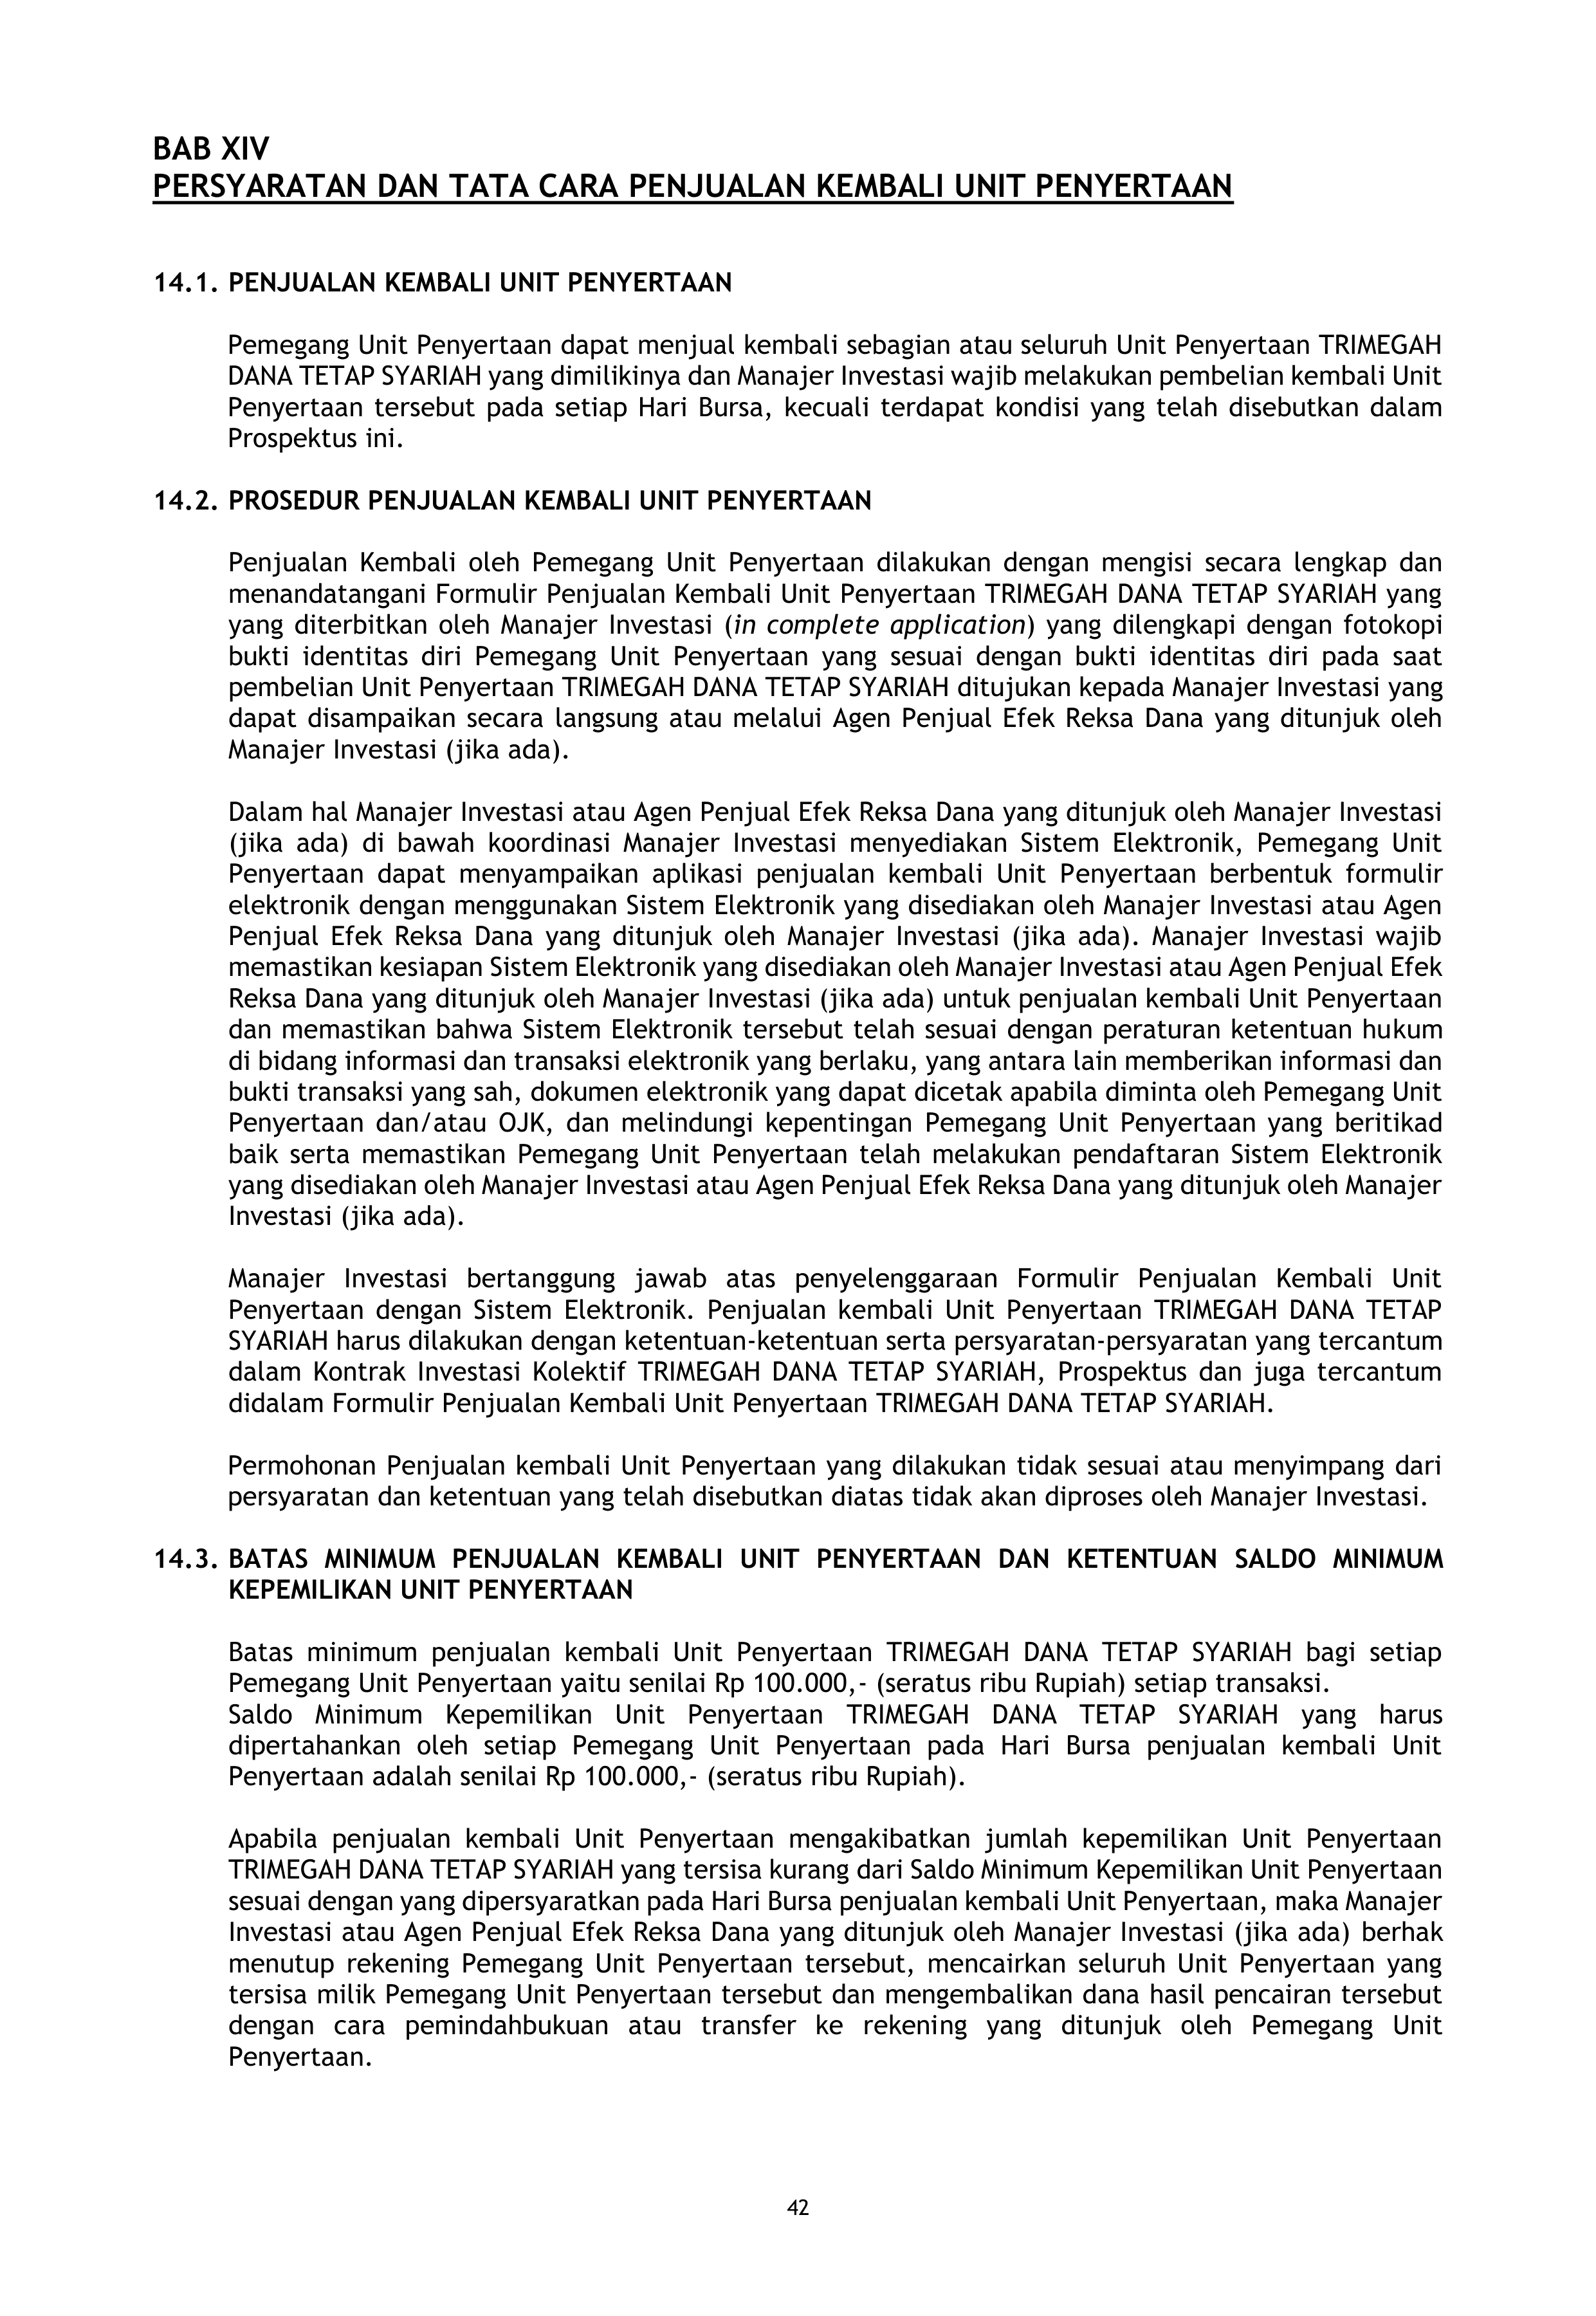 BAB XIV
PERSYARATAN DAN TATA CARA PENJUALAN KEMBALI UNIT PENYERTAAN
14.1. PENJUALAN KEMBALI UNIT PENYERTAAN
Pemegang Unit Penyertaan dapat menjual kembali sebagian atau seluruh Unit Penyertaan TRIMEGAH
DANA TETAP SYARIAH yang dimilikinya dan Manajer Investasi wajib melakukan pembelian kembali Unit
Penyertaan tersebut pada setiap Hari Bursa, kecuali terdapat kondisi yang telah disebutkan dalam
Prospektus ini.
14.2. PROSEDUR PENJUALAN KEMBALI UNIT PENYERTAAN
Penjualan Kembali oleh Pemegang Unit Penyertaan dilakukan dengan mengisi secara lengkap dan
menandatangani Formulir Penjualan Kembali Unit Penyertaan TRIMEGAH DANA TETAP SYARIAH yang
yang diterbitkan oleh Manajer Investasi (in complete application) yang dilengkapi dengan fotokopi
bukti identitas diri Pemegang Unit Penyertaan yang sesuai dengan bukti identitas diri pada saat
pembelian Unit Penyertaan TRIMEGAH DANA TETAP SYARIAH ditujukan kepada Manajer Investasi yang
dapat disampaikan secara langsung atau melalui Agen Penjual Efek Reksa Dana yang ditunjuk oleh
Manajer Investasi (jika ada).
Dalam hal Manajer Investasi atau Agen Penjual Efek Reksa Dana yang ditunjuk oleh Manajer Investasi
(jika ada) di bawah koordinasi Manajer Investasi menyediakan Sistem Elektronik, Pemegang Unit
Penyertaan dapat menyampaikan aplikasi penjualan kembali Unit Penyertaan berbentuk formulir
elektronik dengan menggunakan Sistem Elektronik yang disediakan oleh Manajer Investasi atau Agen
Penjual Efek Reksa Dana yang ditunjuk oleh Manajer Investasi (jika ada). Manajer Investasi wajib
memastikan kesiapan Sistem Elektronik yang disediakan oleh Manajer Investasi atau Agen Penjual Efek
Reksa Dana yang ditunjuk oleh Manajer Investasi (jika ada) untuk penjualan kembali Unit Penyertaan
dan memastikan bahwa Sistem Elektronik tersebut telah sesuai dengan peraturan ketentuan hukum
di bidang informasi dan transaksi elektronik yang berlaku, yang antara lain memberikan informasi dan
bukti transaksi yang sah, dokumen elektronik yang dapat dicetak apabila diminta oleh Pemegang Unit
Penyertaan dan/atau OJK, dan melindungi kepentingan Pemegang Unit Penyertaan yang beritikad
baik serta memastikan Pemegang Unit Penyertaan telah melakukan pendaftaran Sistem Elektronik
yang disediakan oleh Manajer Investasi atau Agen Penjual Efek Reksa Dana yang ditunjuk oleh Manajer
Investasi (jika ada).
Manajer Investasi bertanggung jawab atas penyelenggaraan Formulir Penjualan Kembali Unit
Penyertaan dengan Sistem Elektronik. Penjualan kembali Unit Penyertaan TRIMEGAH DANA TETAP
SYARIAH harus dilakukan dengan ketentuan-ketentuan serta persyaratan-persyaratan yang tercantum
dalam Kontrak Investasi Kolektif TRIMEGAH DANA TETAP SYARIAH, Prospektus dan juga tercantum
didalam Formulir Penjualan Kembali Unit Penyertaan TRIMEGAH DANA TETAP SYARIAH.
Permohonan Penjualan kembali Unit Penyertaan yang dilakukan tidak sesuai atau menyimpang dari
persyaratan dan ketentuan yang telah disebutkan diatas tidak akan diproses oleh Manajer Investasi.
14.3. BATAS MINIMUM PENJUALAN KEMBALI UNIT PENYERTAAN DAN KETENTUAN SALDO MINIMUM
KEPEMILIKAN UNIT PENYERTAAN
Batas minimum penjualan kembali Unit Penyertaan TRIMEGAH DANA TETAP SYARIAH bagi setiap
Pemegang Unit Penyertaan yaitu senilai Rp 100.000,- (seratus ribu Rupiah) setiap transaksi.
Saldo Minimum Kepemilikan Unit Penyertaan TRIMEGAH DANA TETAP SYARIAH yang harus
dipertahankan oleh setiap Pemegang Unit Penyertaan pada Hari Bursa penjualan kembali Unit
Penyertaan adalah senilai Rp 100.000,- (seratus ribu Rupiah).
Apabila penjualan kembali Unit Penyertaan mengakibatkan jumlah kepemilikan Unit Penyertaan
TRIMEGAH DANA TETAP SYARIAH yang tersisa kurang dari Saldo Minimum Kepemilikan Unit Penyertaan
sesuai dengan yang dipersyaratkan pada Hari Bursa penjualan kembali Unit Penyertaan, maka Manajer
Investasi atau Agen Penjual Efek Reksa Dana yang ditunjuk oleh Manajer Investasi (jika ada) berhak
menutup rekening Pemegang Unit Penyertaan tersebut, mencairkan seluruh Unit Penyertaan yang
tersisa milik Pemegang Unit Penyertaan tersebut dan mengembalikan dana hasil pencairan tersebut
dengan cara pemindahbukuan atau transfer ke rekening yang ditunjuk oleh Pemegang Unit
Penyertaan.
42